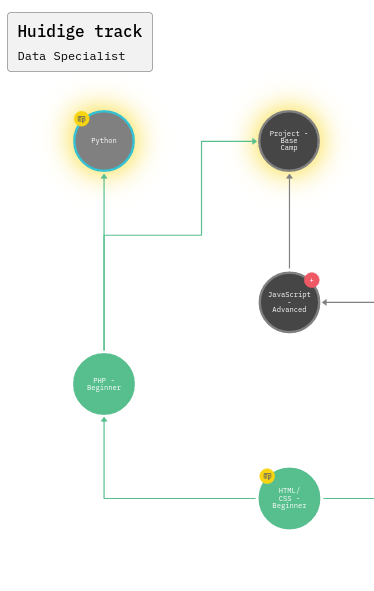 Huidige track
Data Specialist
Python
Project -
Base
Camp
JavaScript
-
Advanced
+
PHP -
Beginner
HTML/
CSS -
Beginner